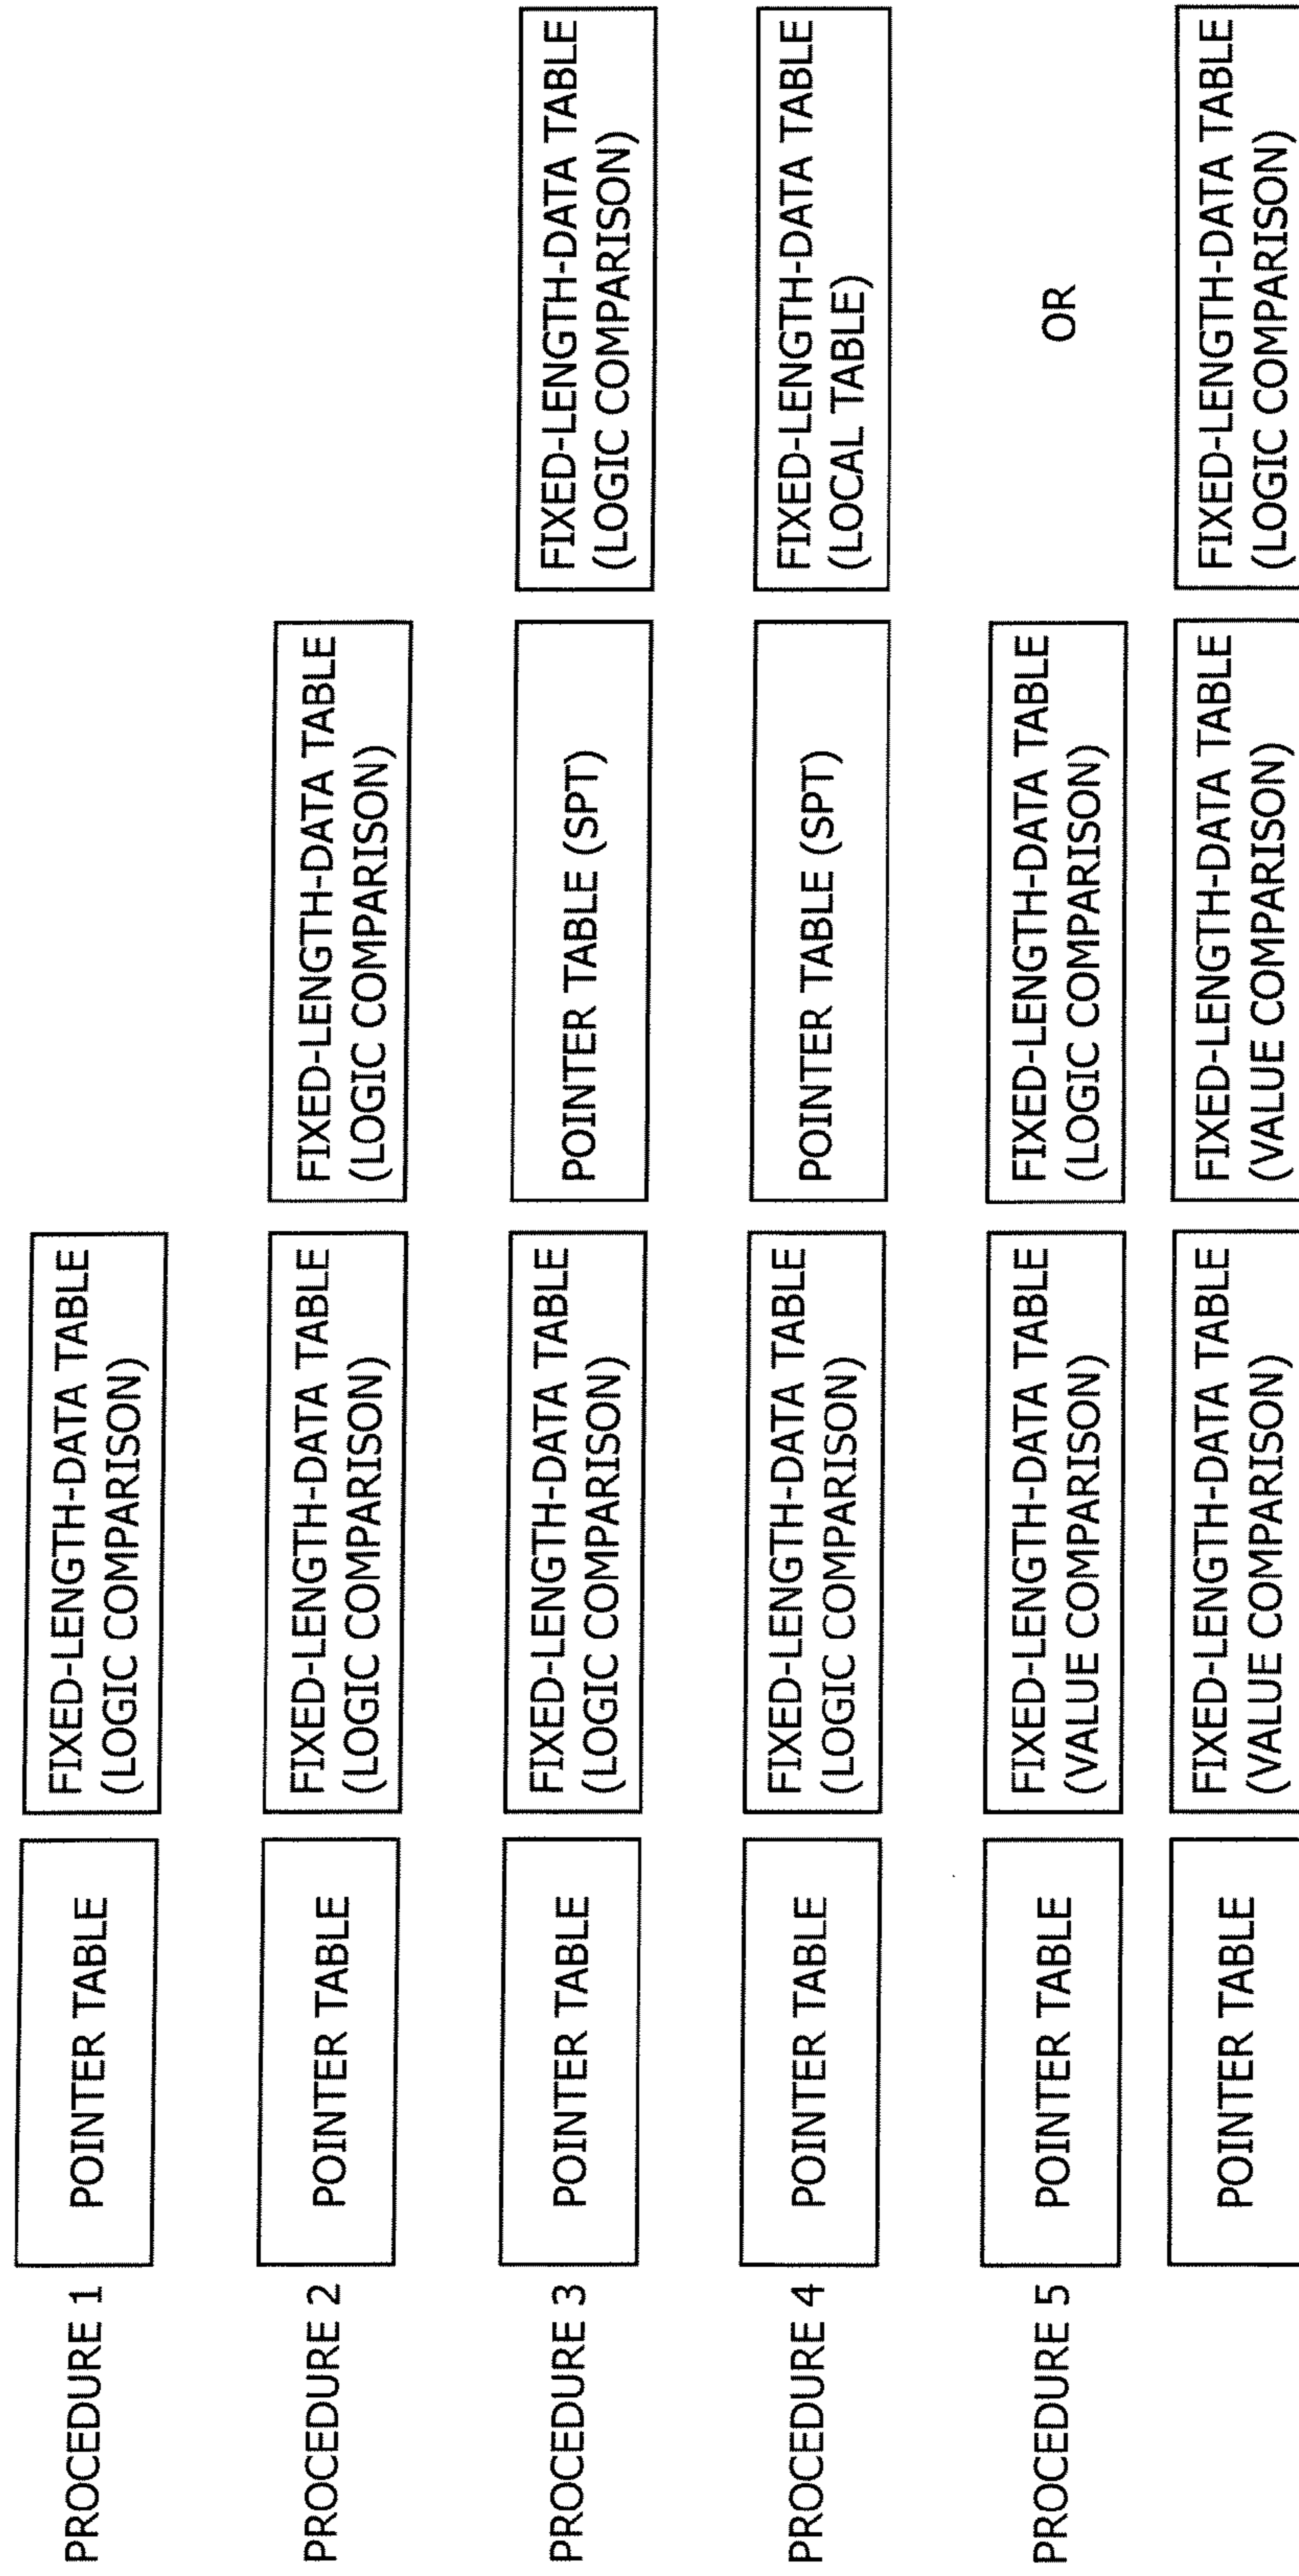 PROCEDURE 1
POINTER TABLE
FIXED-LENGTH-DATA TABLE
(LOGIC COMPARISON)
PROCEDURE 2
POINTER TABLE
FIXED-LENGTH-DATA TABLE
(LOGIC COMPARISON)
FIXED-LENGTH-DATA TABLE
(LOGIC COMPARISON)
PROCEDURE 3
POINTER TABLE
FIXED-LENGTH-DATA TABLE
(LOGIC COMPARISON)
POINTER TABLE (SPT)
FIXED-LENGTH-DATA TABLE
(LOGIC COMPARISON)
PROCEDURE 4
POINTER TABLE
FIXED-LENGTH-DATA TABLE
(LOGIC COMPARISON)
POINTER TABLE (SPT)
FIXED-LENGTH-DATA TABLE
(LOCAL TABLE)
PROCEDURE 5
POINTER TABLE
FIXED-LENGTH-DATA TABLE
(VALUE COMPARISON)
FIXED-LENGTH-DATA TABLE
(LOGIC COMPARISON)
OR
POINTER TABLE
FIXED-LENGTH-DATA TABLE
(VALUE COMPARISON)
FIXED-LENGTH-DATA TABLE
(VALUE COMPARISON)
FIXED-LENGTH-DATA TABLE
(LOGIC COMPARISON)